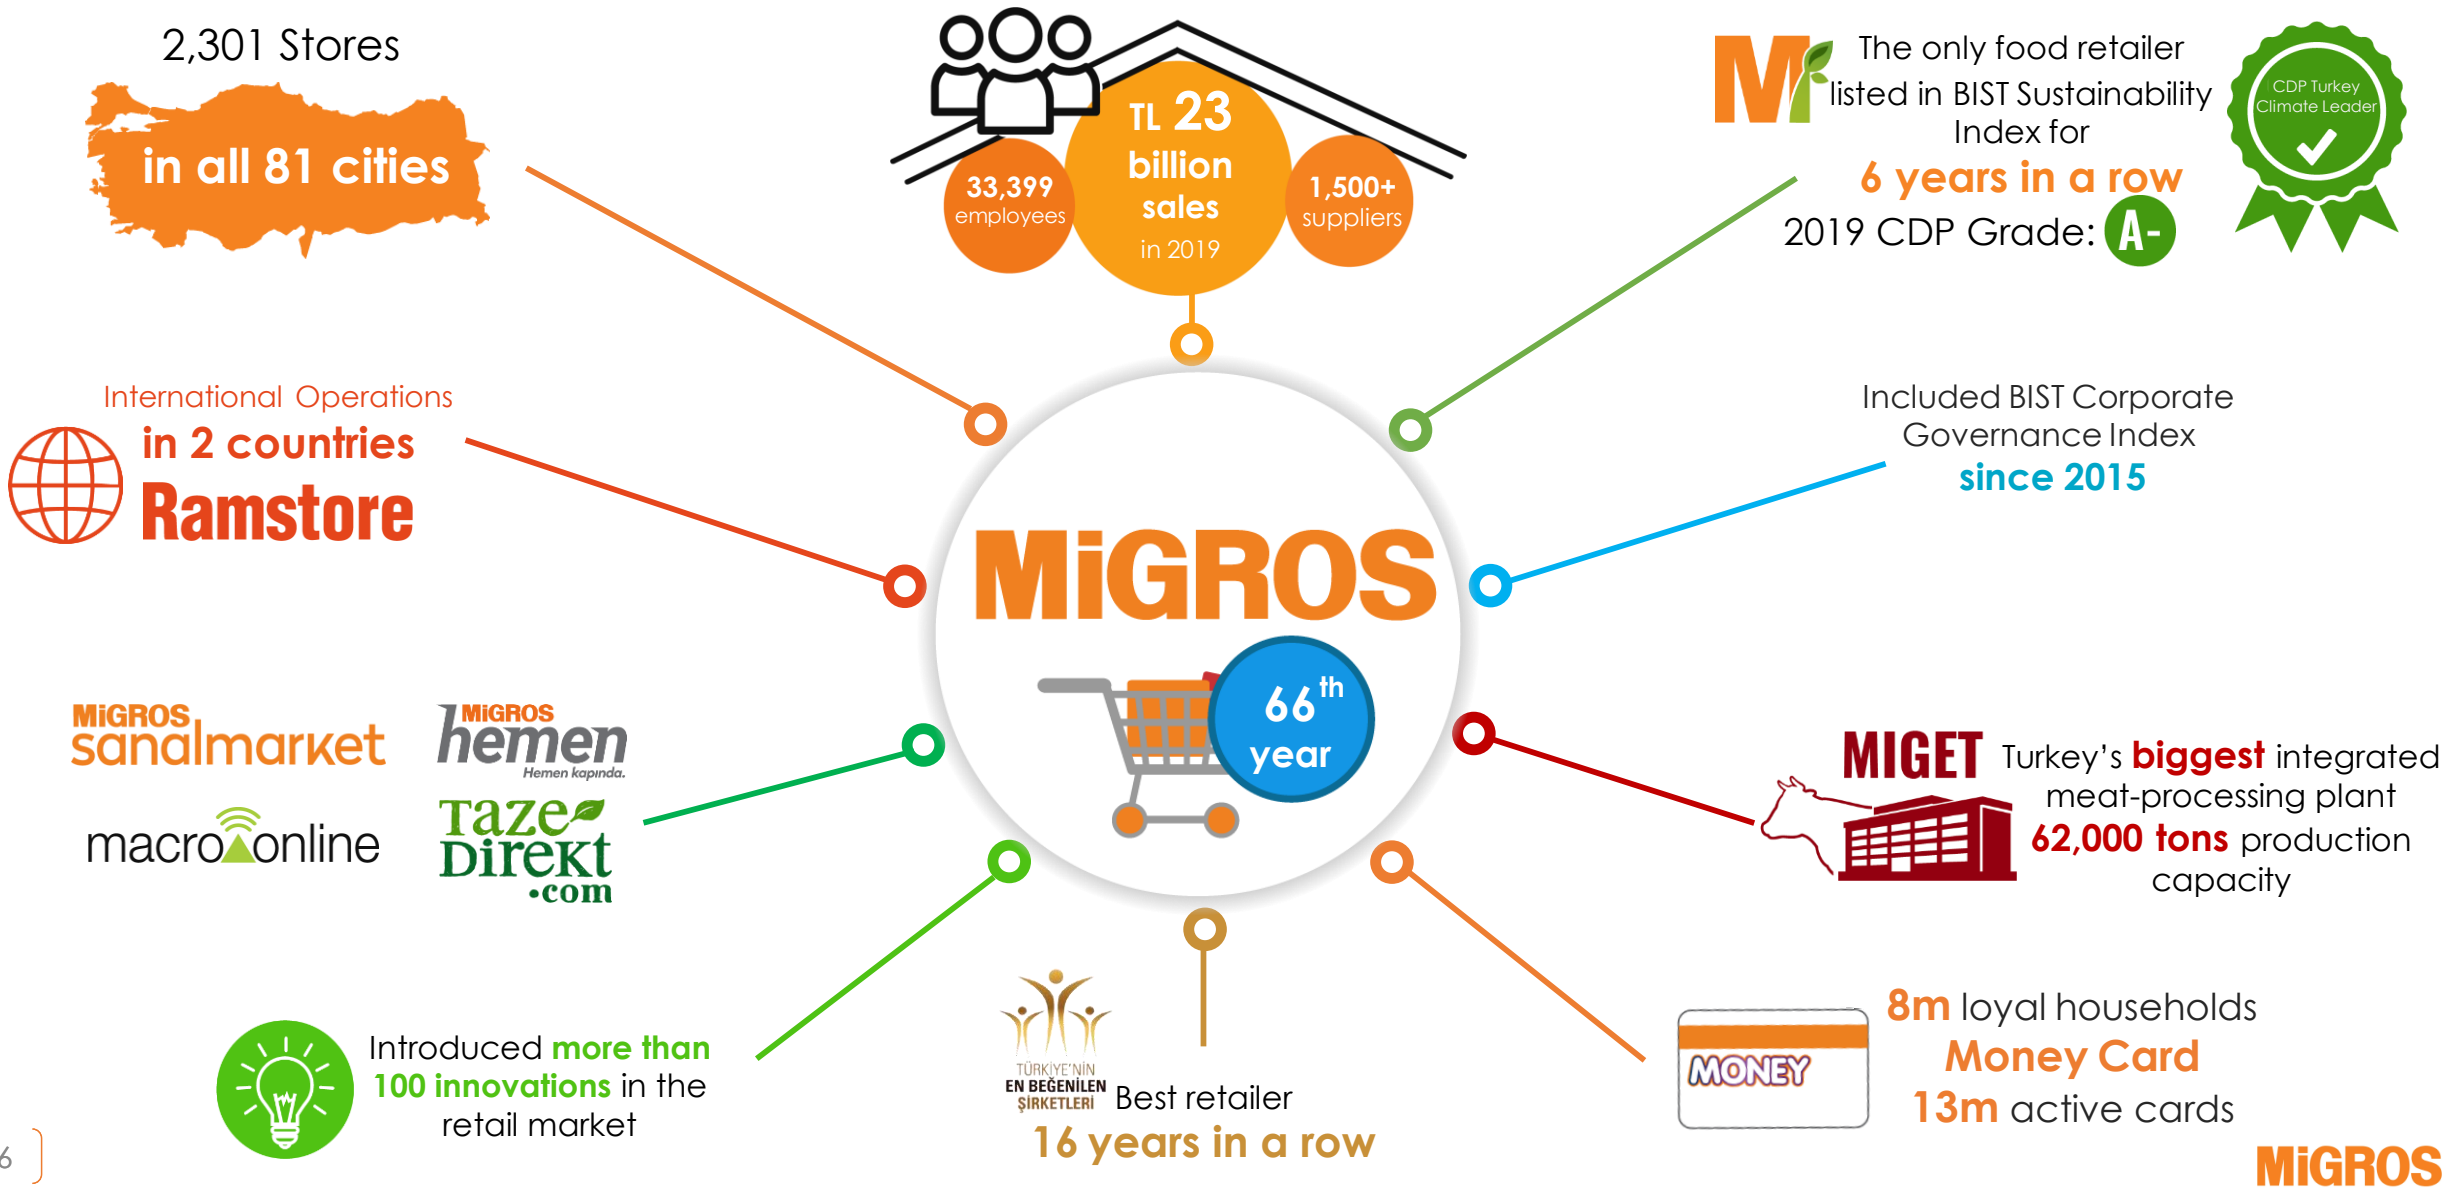 2,301 Stores
in all 81 cities
TL 23
billion
sales
in 2019
33,399
employees
1,500+
suppliers
The only food retailer
listed in BIST Sustainability
Index for
6 years in a row
2019 CDP Grade: A-
CDP Turkey
Climate Leader
International Operations
in 2 countries
Ramstore
Included BIST Corporate
Governance Index
since 2015
MiGROS
66th
year
MiGROS
sanalmarket
MiGROS
hemen
Hemen kapında.
macroonline
Taze
Direkt
.com
MIGET
Turkey's biggest integrated
meat-processing plant
62,000 tons production
capacity
Introduced more than
100 innovations in the
retail market
TÜRKİYE'NİN
EN BEĞENİLEN
ŞİRKETLERİ
Best retailer
16 years in a row
MONEY
8m loyal households
Money Card
13m active cards
6
MiGROS